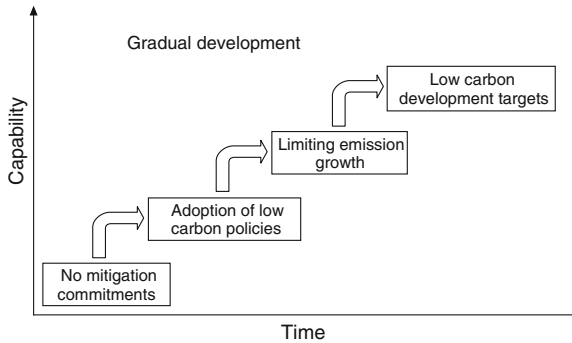 Gradual development
Low carbon
development targets
Limiting emission
growth
Adoption of low
carbon policies
No mitigation
commitments
Capability
Time